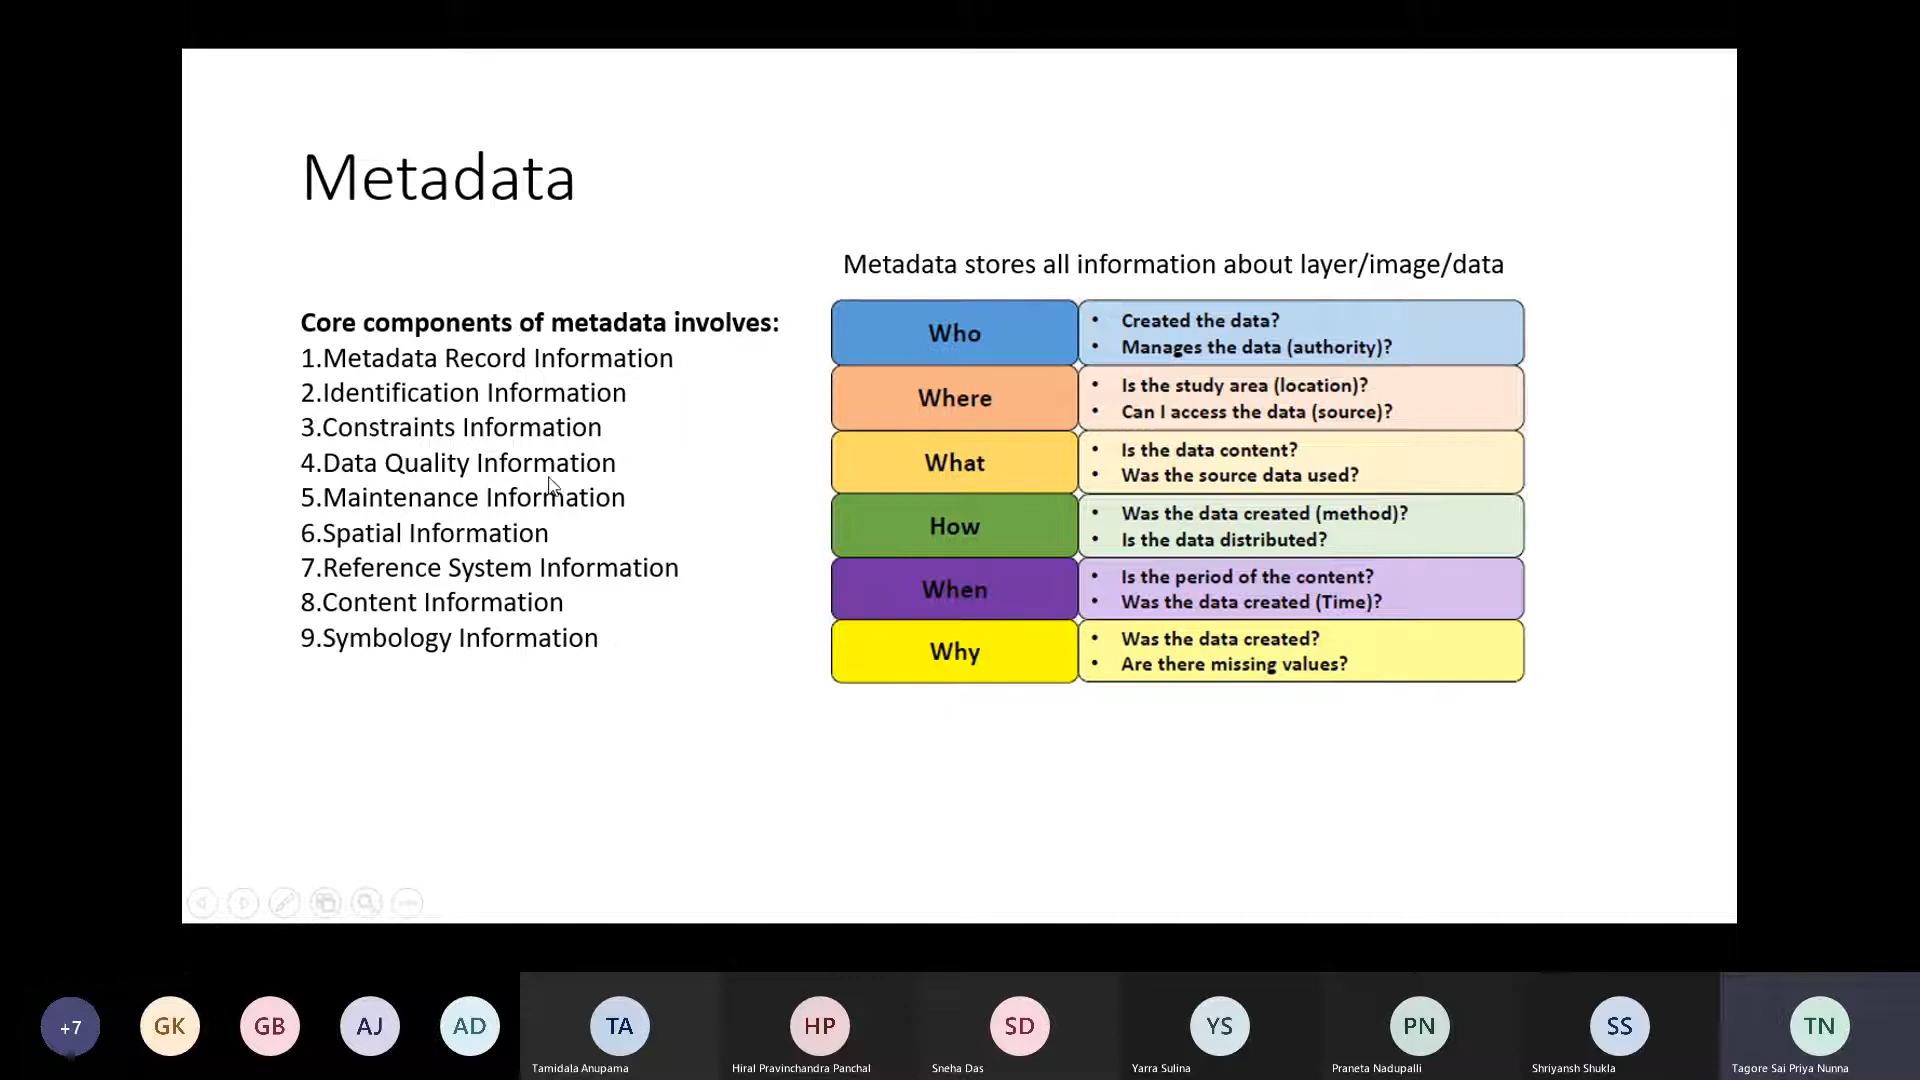 Metadata
Core components of metadata involves:
1.Metadata Record Information
2.Identification Information
3.Constraints Information
4.Data Quality Information
5.Maintenance Information
6.Spatial Information
7.Reference System Information
8.Content Information
9.Symbology Information
Metadata stores all information about layer/image/data
Who
• Created the data?
• Manages the data (authority)?
Where
• Is the study area (location)?
• Can I access the data (source)?
What
• Is the data content?
• Was the source data used?
How
• Was the data created (method)?
• Is the data distributed?
When
• Is the period of the content?
• Was the data created (Time)?
Why
• Was the data created?
• Are there missing values?
+7
GK
GB
AJ
AD
TA
Tamidala Anupama
HP
Hiral Pravinchandra Panchal
SD
Sneha Das
YS
Yarra Sulina
PN
Praneta Nadupalli
SS
Shriyansh Shukla
TN
Tagore Sai Priya Nunna